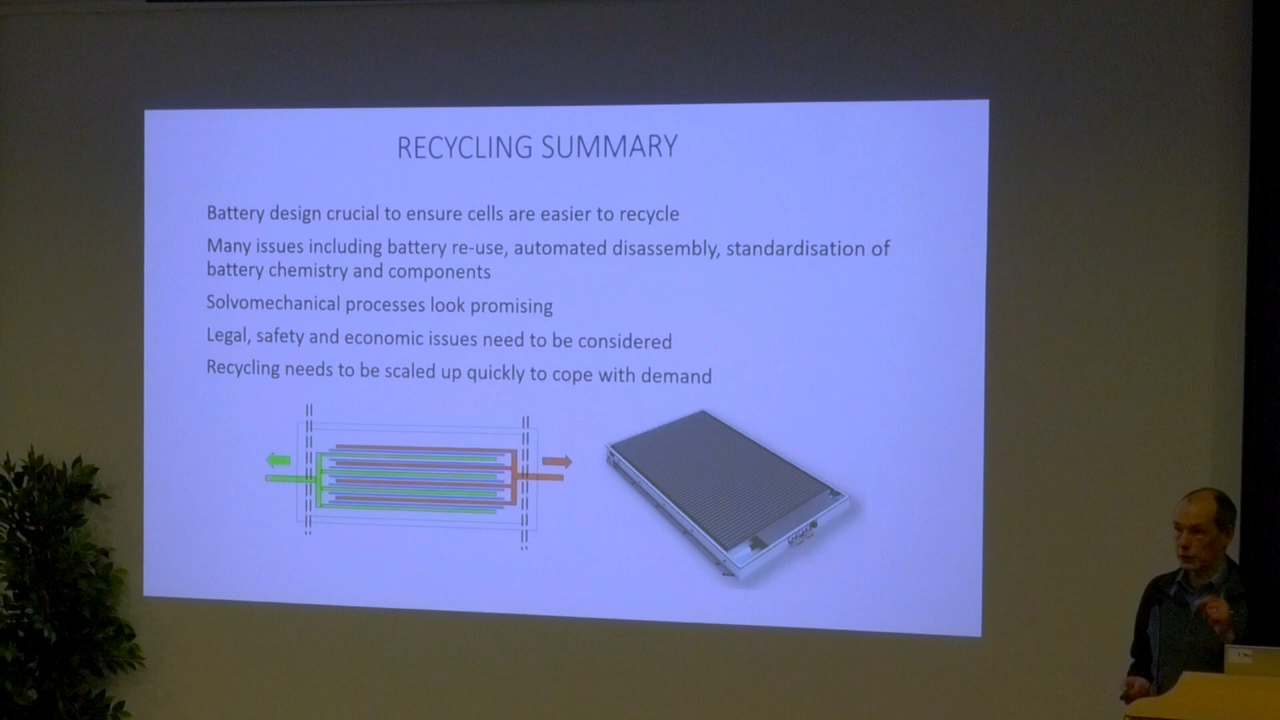 RECYCLING SUMMARY
Battery design crucial to ensure cells are easier to recycle
Many issues including battery re-use, automated disassembly, standardisation of
battery chemistry and components
Solvomechanical processes look promising
Legal, safety and economic issues need to be considered
Recycling needs to be scaled up quickly to cope with demand